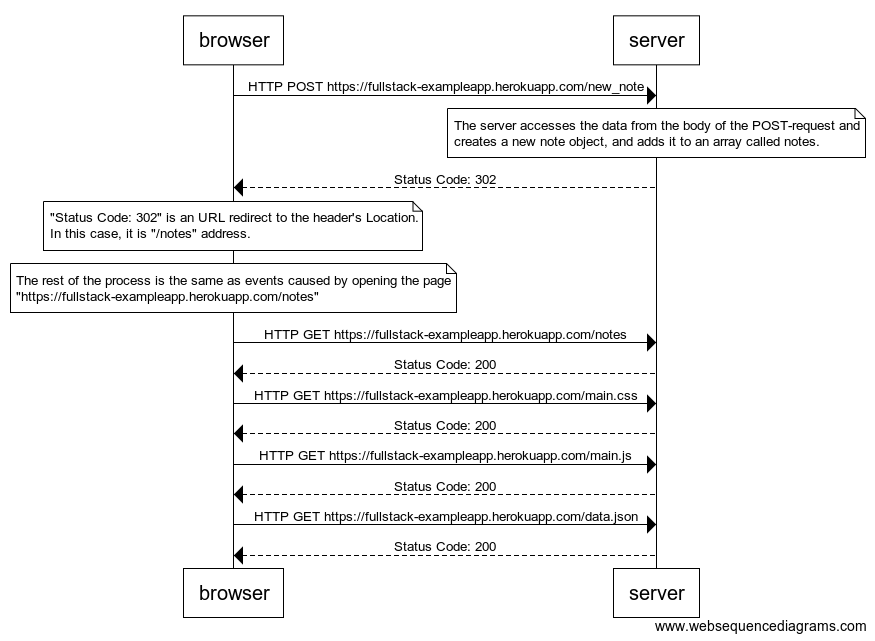 browser
server
HTTP POST https://fullstack-exampleapp.herokuapp.com/new_note
The server accesses the data from the body of the POST-request and
creates a new note object, and adds it to an array called notes.
Status Code: 302
"Status Code: 302" is an URL redirect to the header's Location.
In this case, it is "/notes" address.
The rest of the process is the same as events caused by opening the page
"https://fullstack-exampleapp.herokuapp.com/notes"
HTTP GET https://fullstack-exampleapp.herokuapp.com/notes
Status Code: 200
HTTP GET https://fullstack-exampleapp.herokuapp.com/main.css
Status Code: 200
HTTP GET https://fullstack-exampleapp.herokuapp.com/main.js
Status Code: 200
HTTP GET https://fullstack-exampleapp.herokuapp.com/data.json
Status Code: 200
browser
server
www.websequencediagrams.com